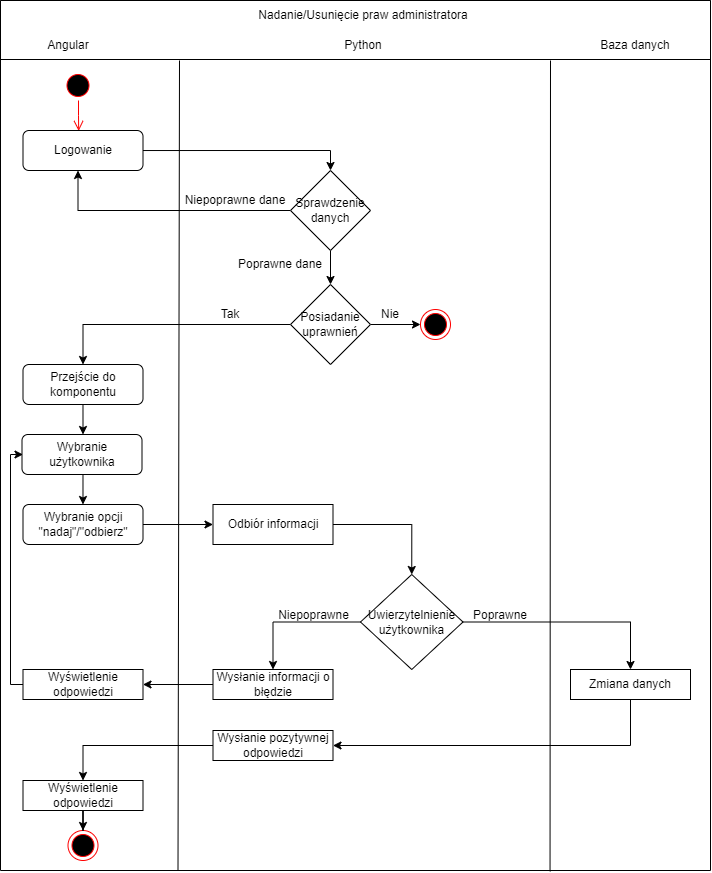 Nadanie/Usunięcie praw administratora
Angular
Python
Baza danych
Logowanie
Niepoprawne dane
Sprawdzenie
danych
Poprawne dane
Tak
Posiadanie
uprawnień
Nie
Przejście do
komponentu
Wybranie
użytkownika
Wybranie opcji
"nadaj"/"odbierz"
Odbiór informacji
Niepoprawne
Uwierzytelnienie
użytkownika
Poprawne
Wyświetlenie
odpowiedzi
Wysłanie informacji o
błędzie
Zmiana danych
Wysłanie pozytywnej
odpowiedzi
Wyświetlenie
odpowiedzi